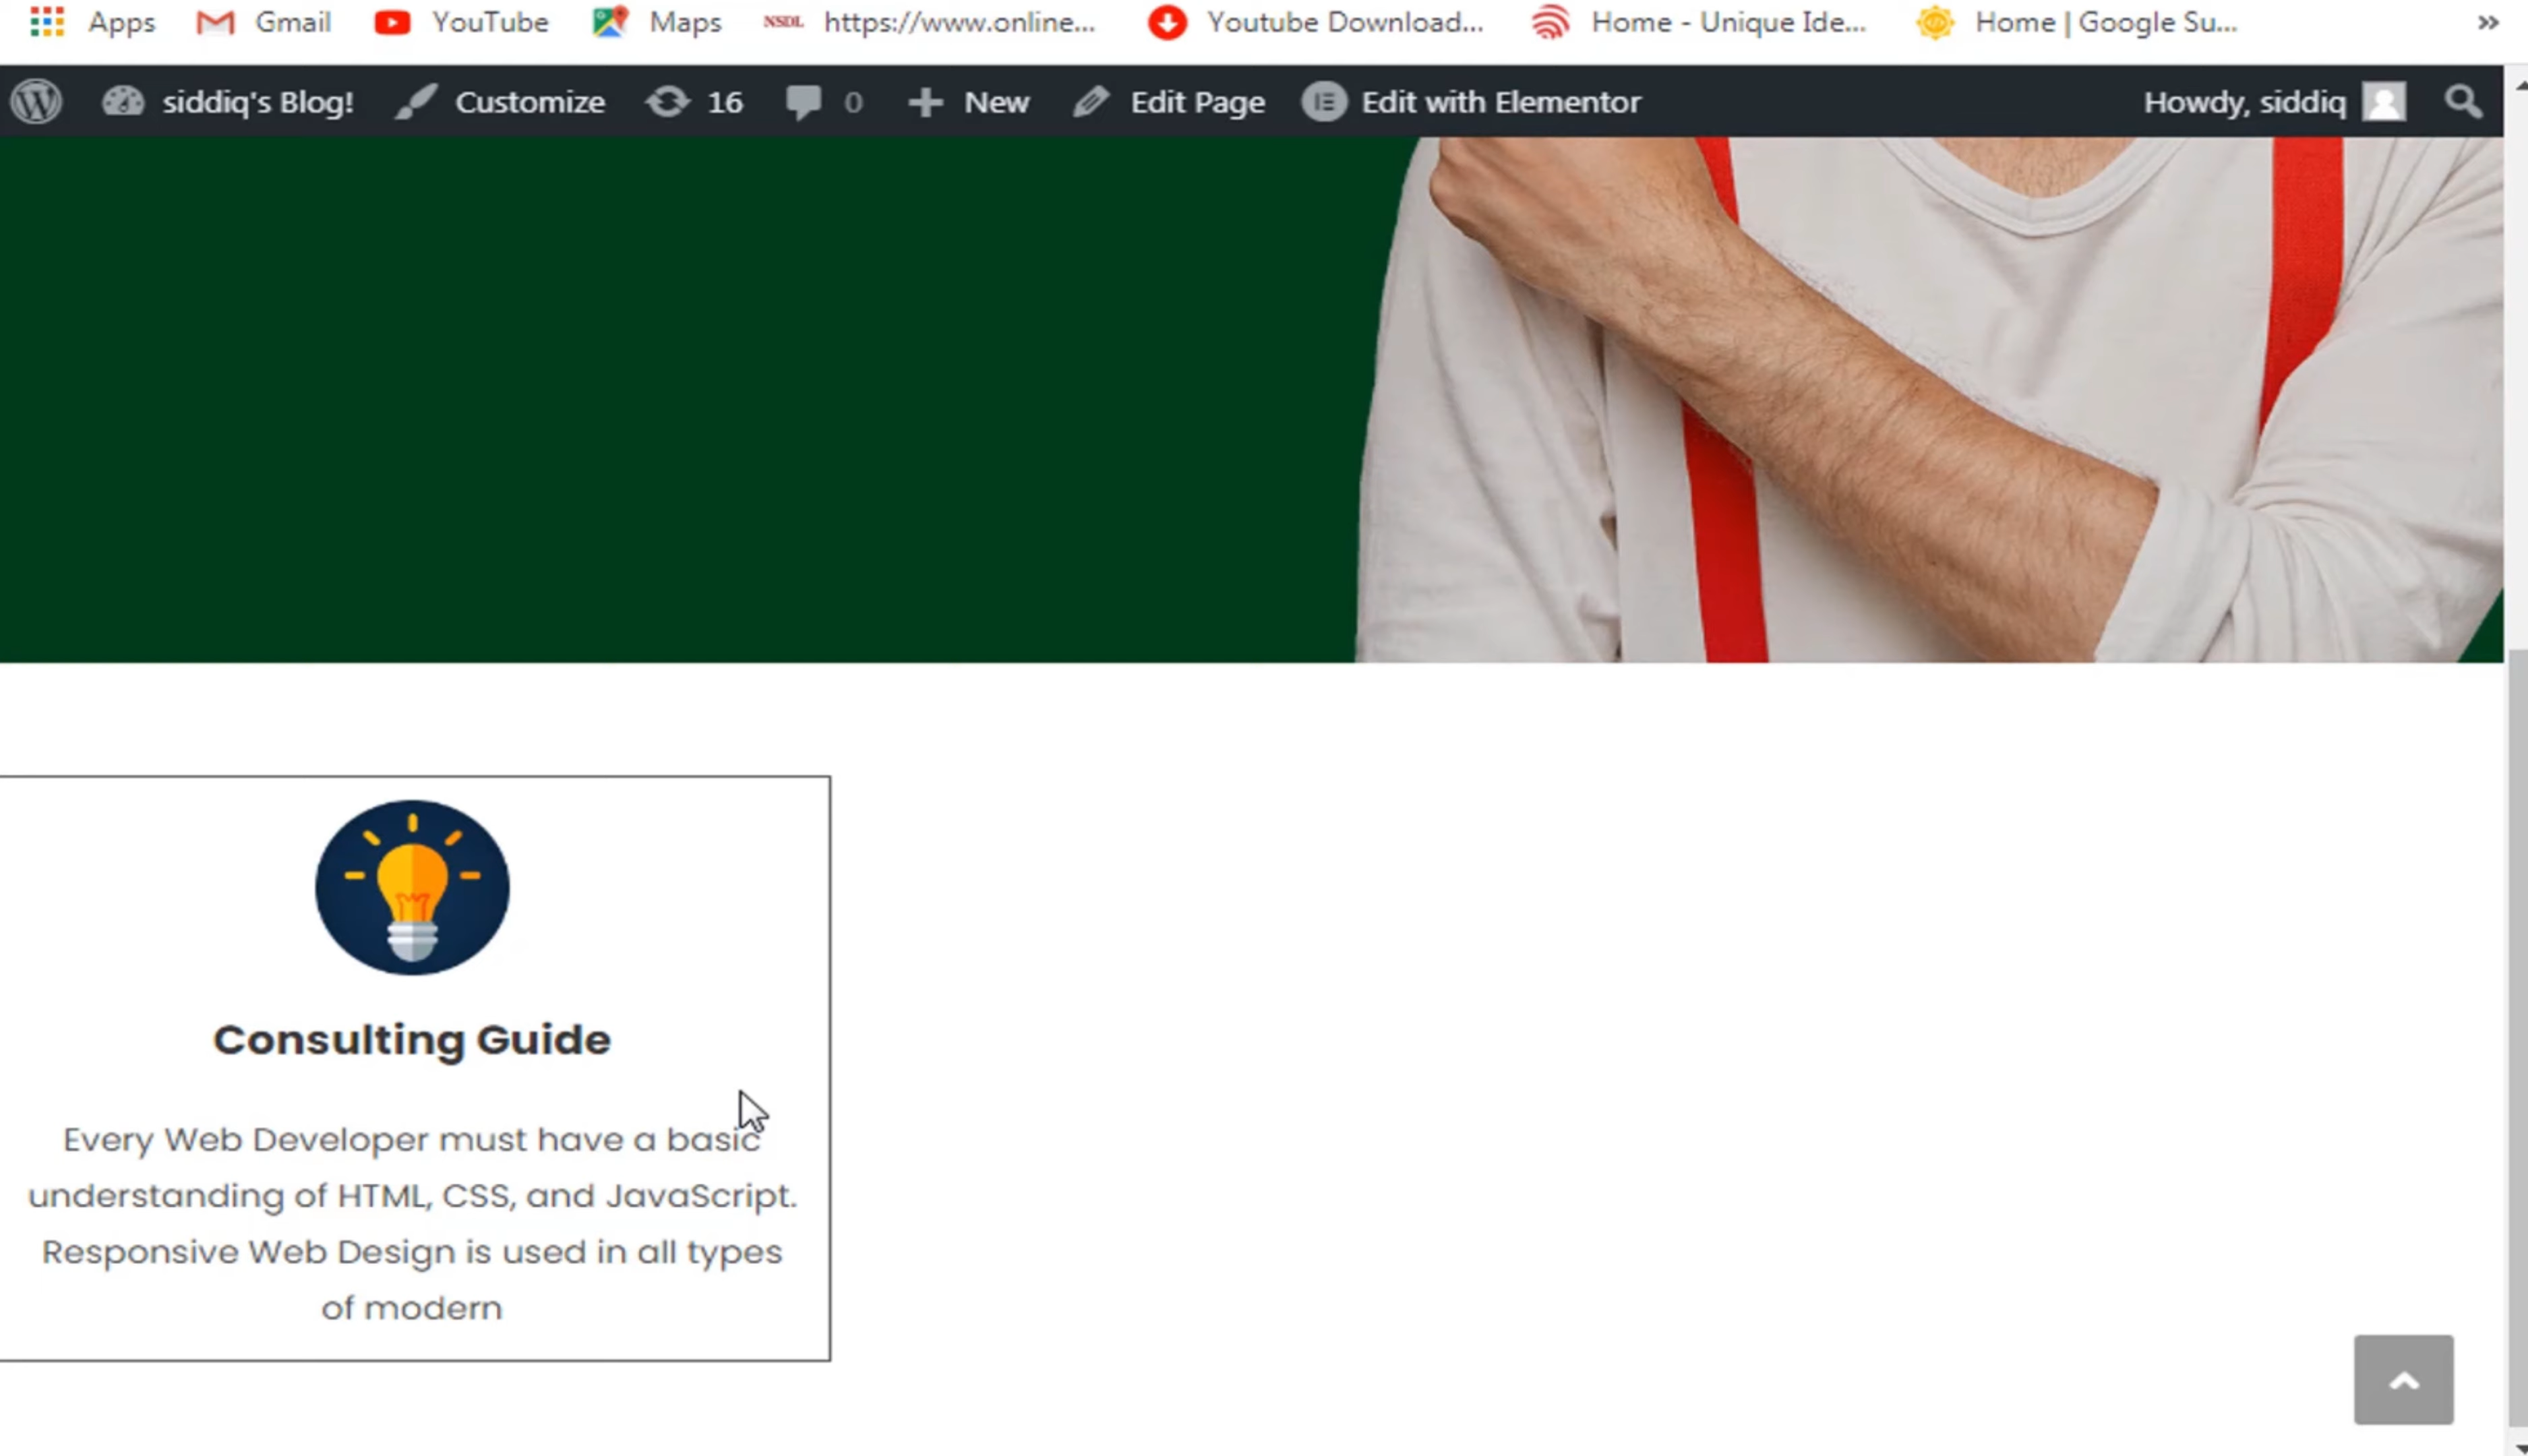 Apps Gmail YouTube Maps NSDL https://www.online... Youtube Download... Home - Unique Ide... Home | Google Su... »
siddiq's Blog! Customize 16 0 New Edit Page Edit with Elementor Howdy, siddiq
Consulting Guide
Every Web Developer must have a basic
understanding of HTML, CSS, and JavaScript.
Responsive Web Design is used in all types
of modern